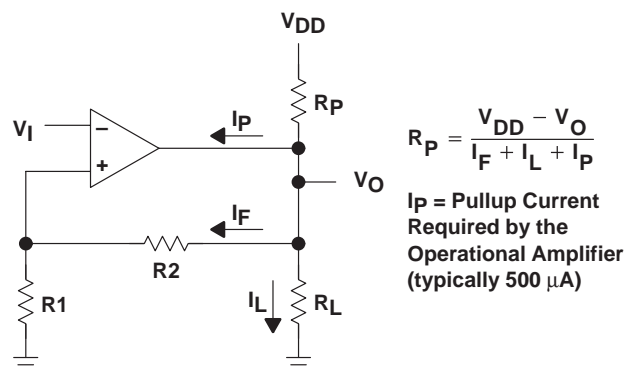 VDD
RP
IP
VI
−
+
VO
IF
R2
R1
IL
RL
RP = VDD − VO / IF + IL + IP
IP = Pullup Current
Required by the
Operational Amplifier
(typically 500 μA)